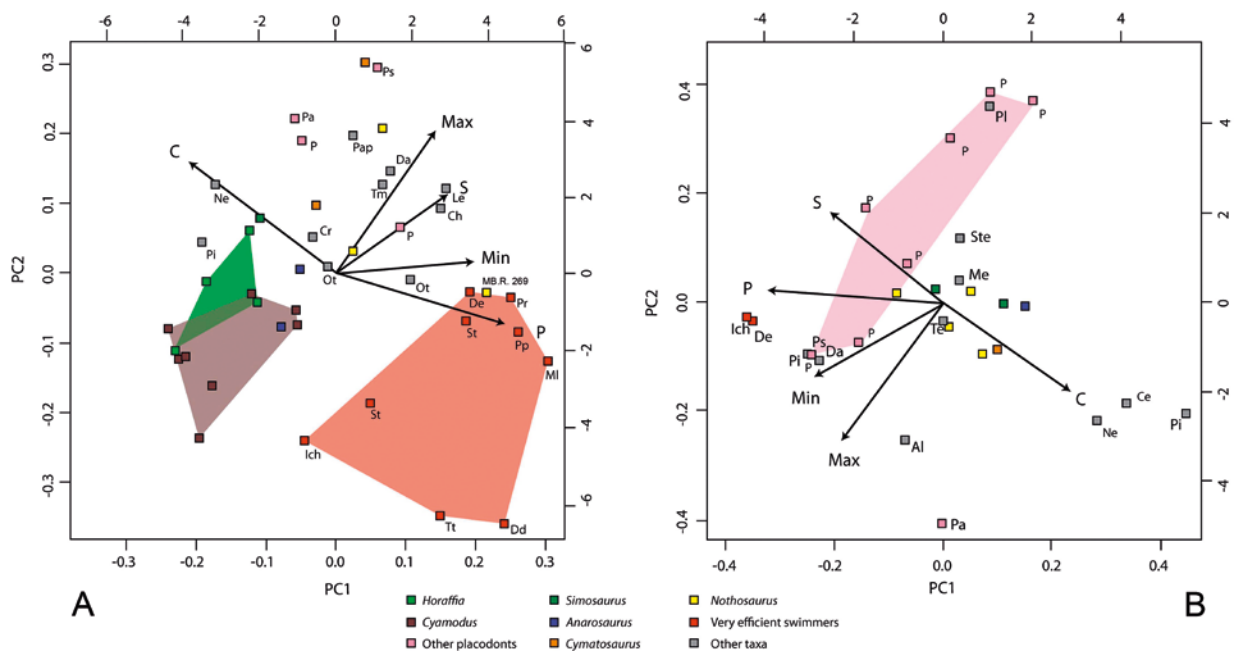 -6 -4 -2 0 2 4 6
0.3 0.2 0.1 0.0 -0.1 -0.2 -0.3
PC2
6 4 2 0 -2 -4 -6
Ps
Pa
P
Pap
Max
C
Da
Tm
Ne
S
Le
Ch
P
Cr
Pi
Min
Ot
Ot
MB.R. 269
De
Pr
St
P
Pp
Ml
St
Ich
Tt
Dd
-0.3 -0.2 -0.1 0.0 0.1 0.2 0.3
PC1
A
-4 -2 0 2 4
0.4 0.2 0.0 -0.2 -0.4
PC2
4 2 0 -2 -4
P
P
Pl
P
P
S
Ste
P
Me
P
Ich
De
Te
P
Ps
Da
Pi
P
Min
C
Ce
Pi
Ne
Max
Al
Pa
-0.4 -0.2 0.0 0.2 0.4
PC1
B
Horaffia
Cyamodus
Other placodonts
Simosaurus
Anarosaurus
Cymatosaurus
Nothosaurus
Very efficient swimmers
Other taxa